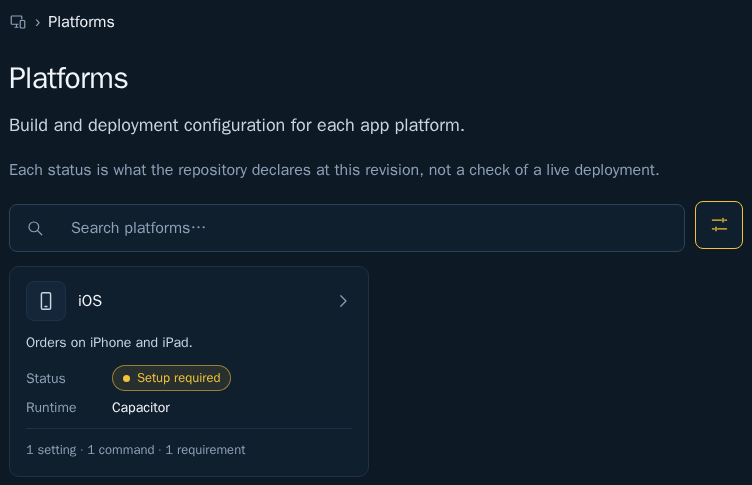 › Platforms
Platforms
Build and deployment configuration for each app platform.
Each status is what the repository declares at this revision, not a check of a live deployment.
Search platforms…
iOS
Orders on iPhone and iPad.
Status Setup required
Runtime Capacitor
1 setting · 1 command · 1 requirement